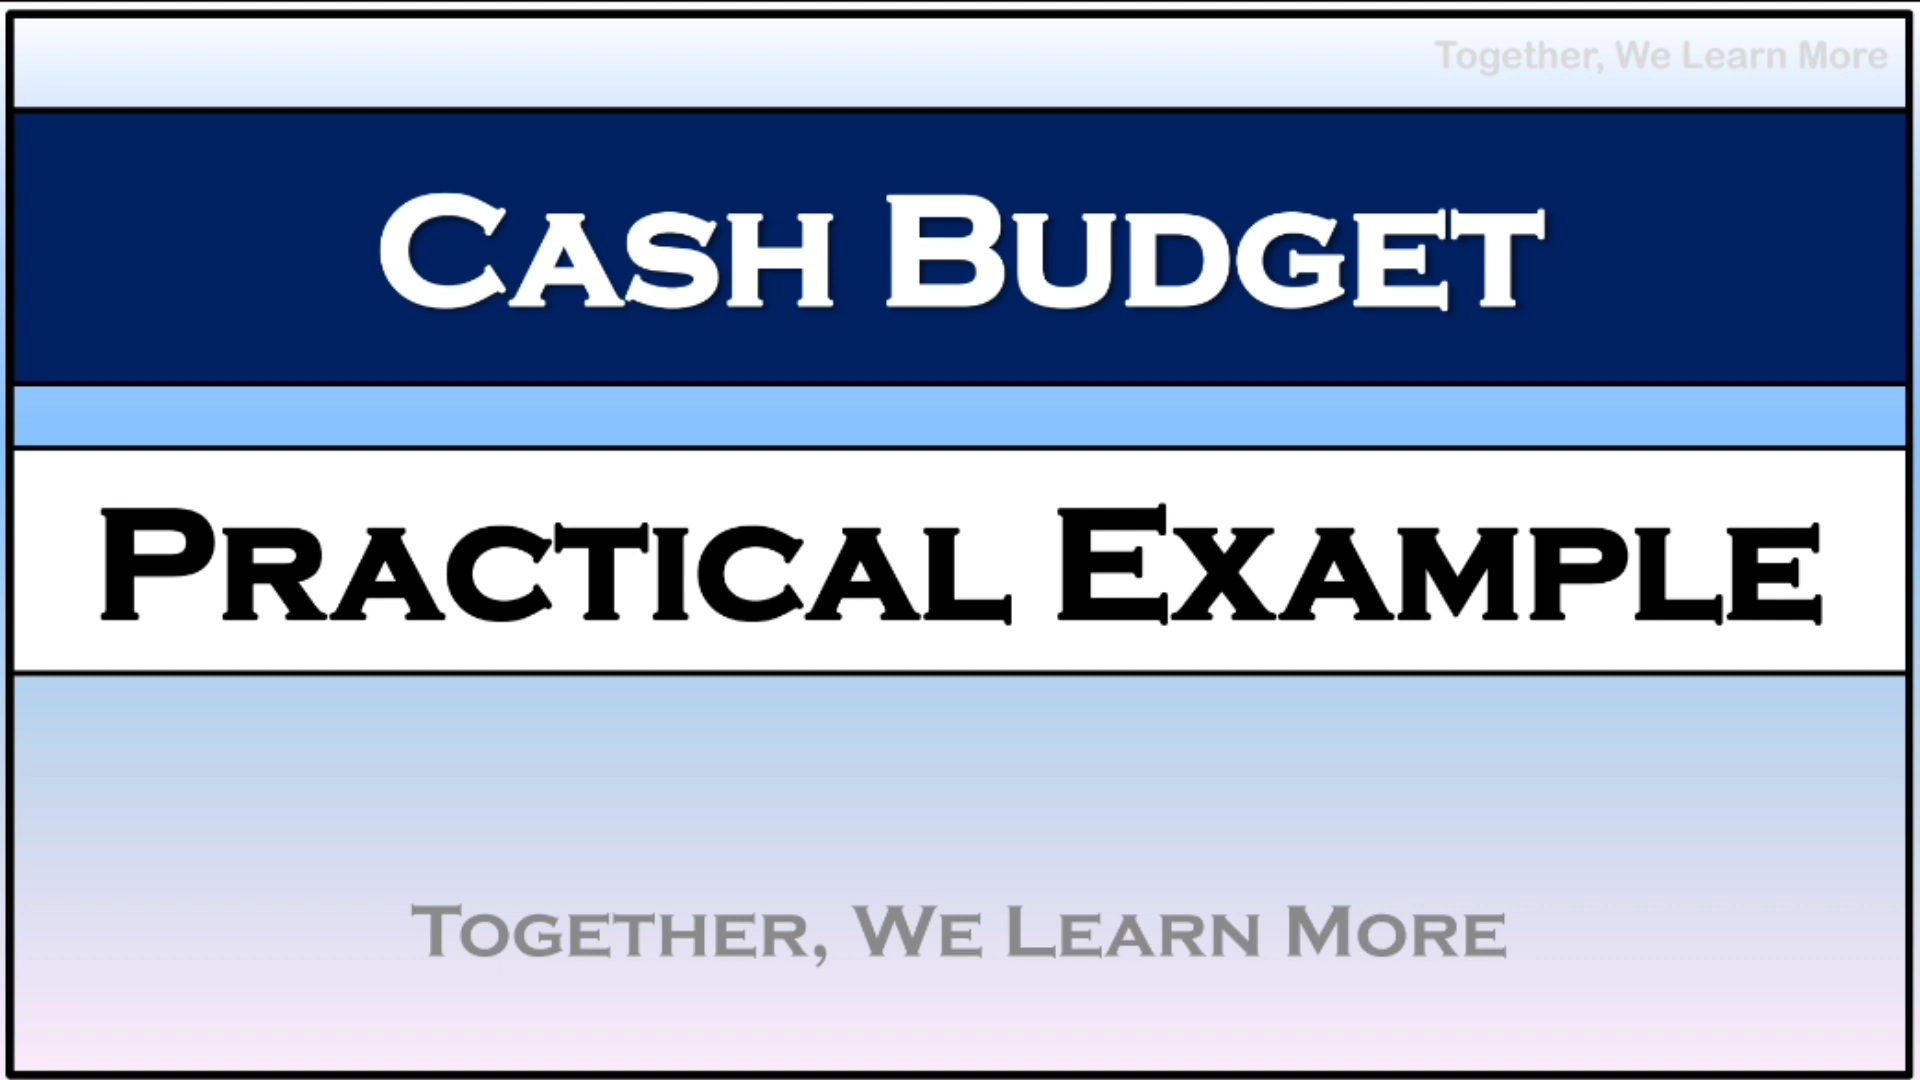 Together, We Learn More
CASH BUDGET
PRACTICAL EXAMPLE
TOGETHER, WE LEARN MORE